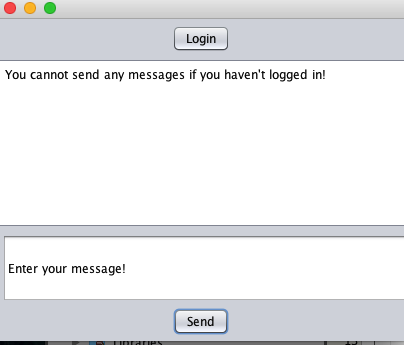 Login
You cannot send any messages if you haven't logged in!
Enter your message!
Send